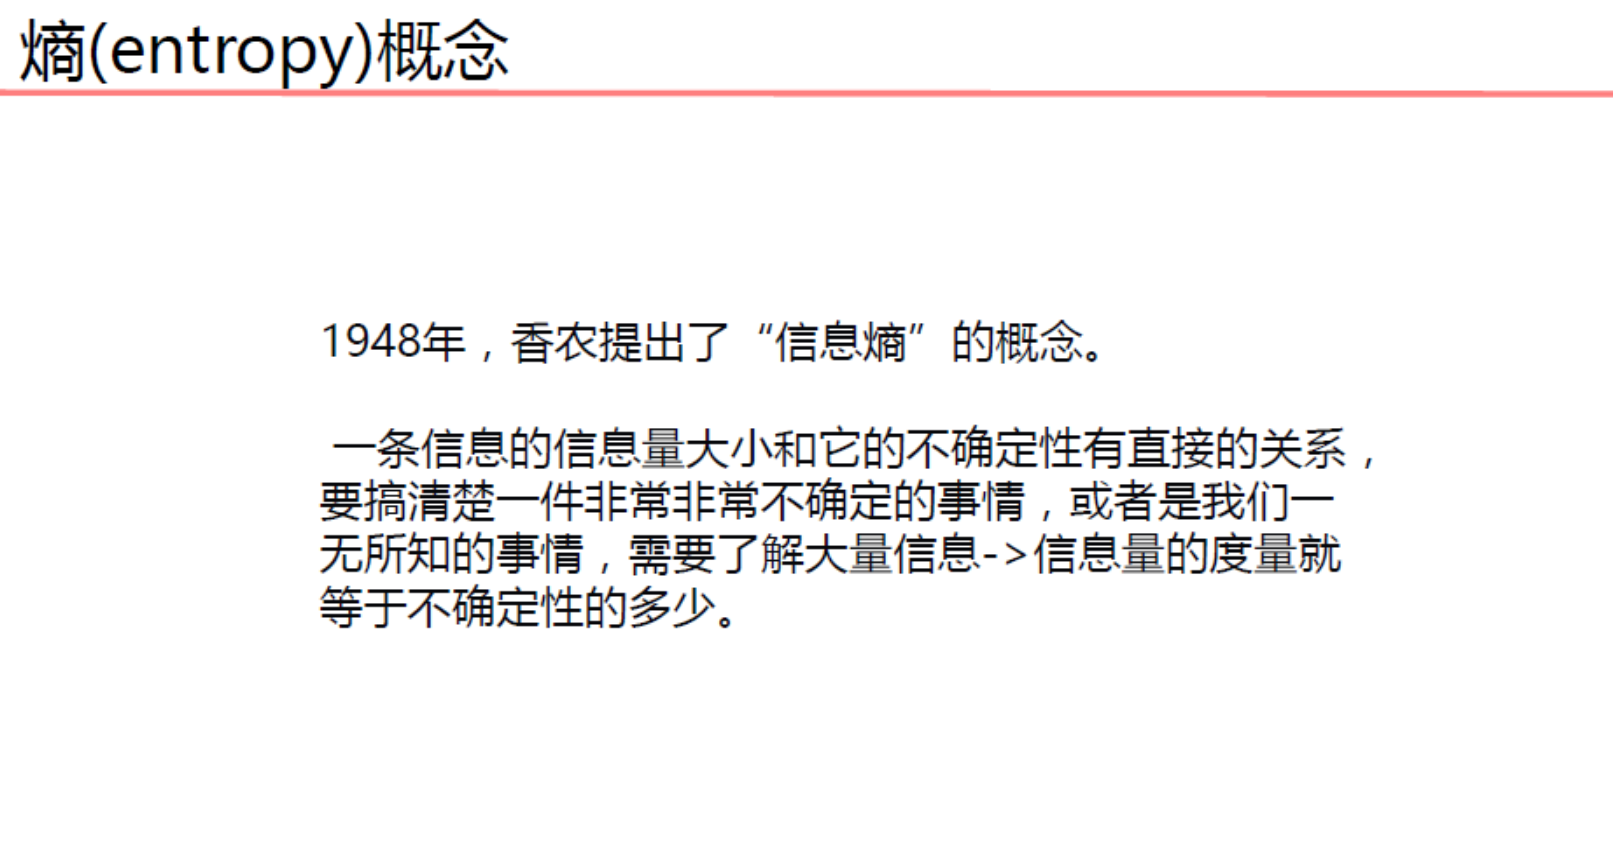 熵(entropy)概念
1948年，香农提出了“信息熵”的概念。
一条信息的信息量大小和它的不确定性有直接的关系，
要搞清楚一件非常非常不确定的事情，或者是我们一
无所知的事情，需要了解大量信息->信息量的度量就
等于不确定性的多少。